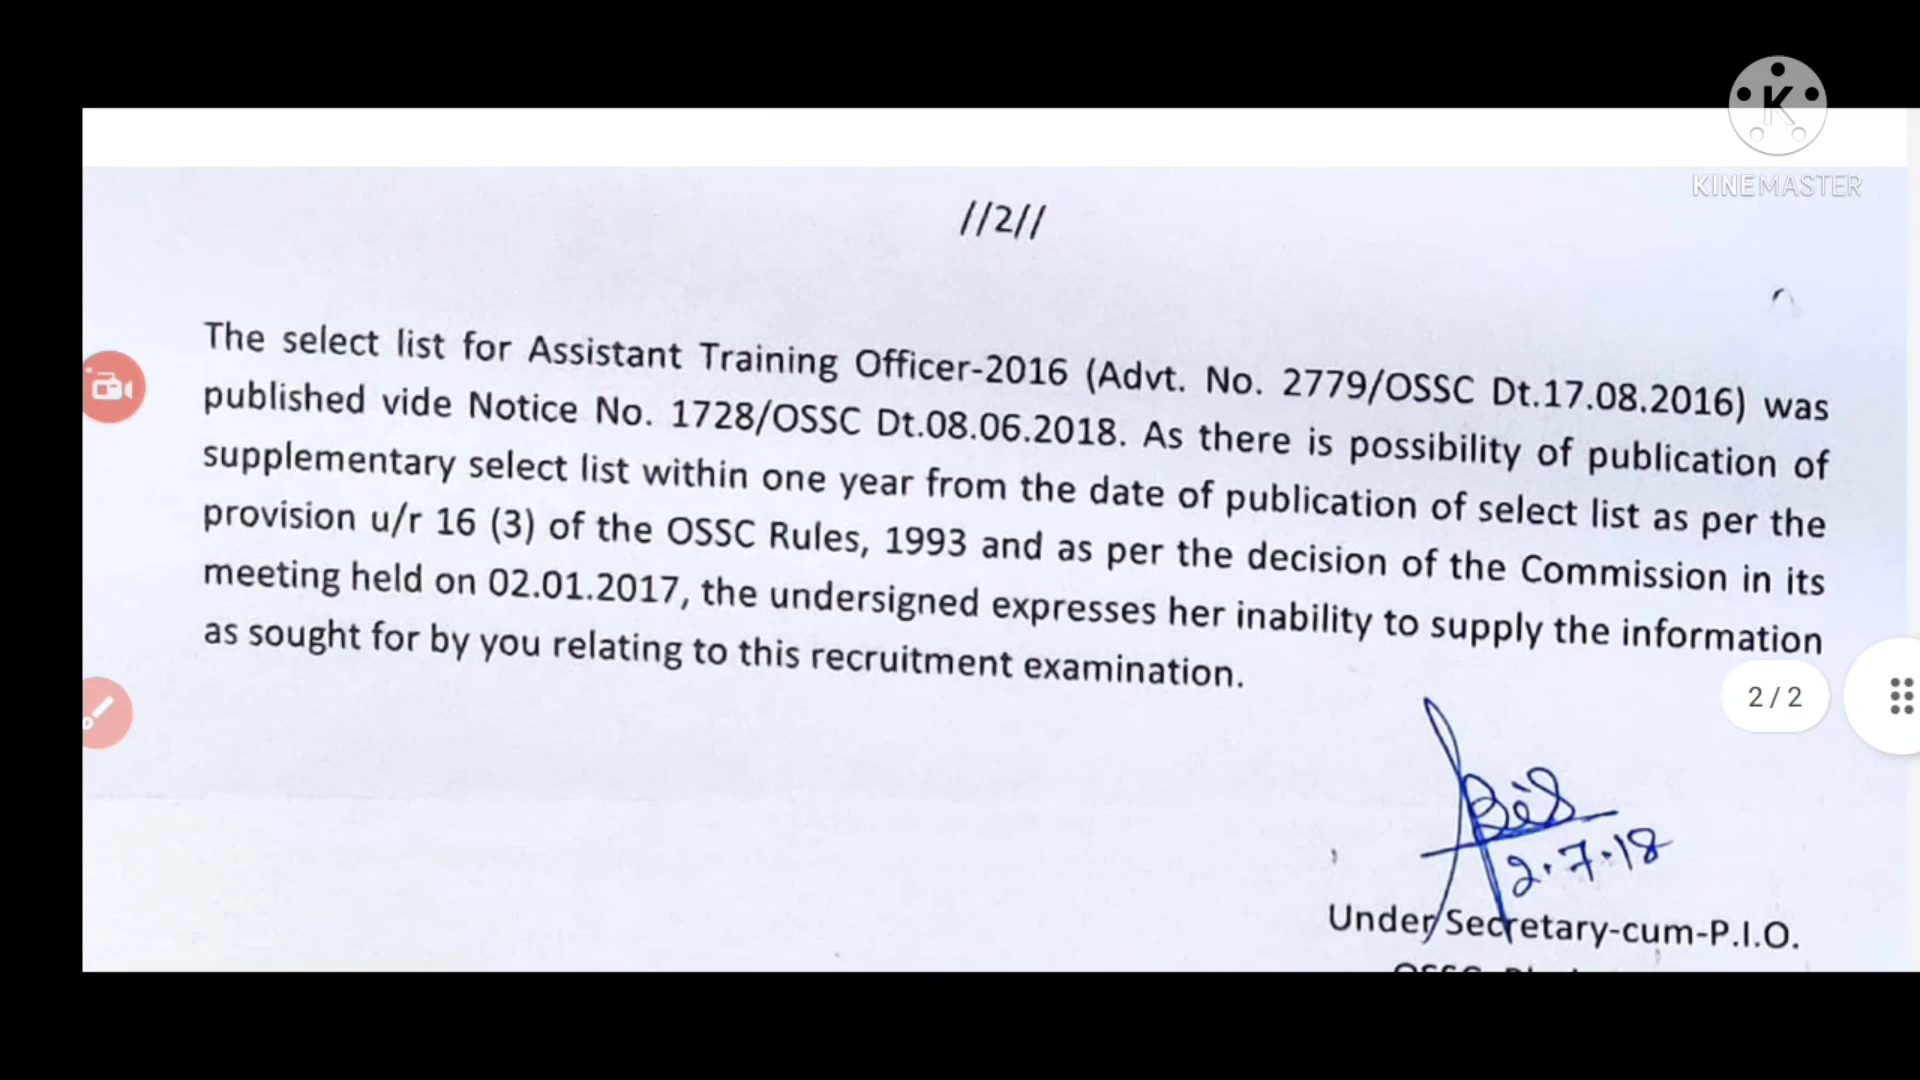 K
KINEMASTER
//2//
The select list for Assistant Training Officer-2016 (Advt. No. 2779/OSSC Dt.17.08.2016) was
published vide Notice No. 1728/OSSC Dt.08.06.2018. As there is possibility of publication of
supplementary select list within one year from the date of publication of select list as per the
provision u/r 16 (3) of the OSSC Rules, 1993 and as per the decision of the Commission in its
meeting held on 02.01.2017, the undersigned expresses her inability to supply the information
as sought for by you relating to this recruitment examination.
2/2
2.7.18
Under Secretary-cum-P.I.O.